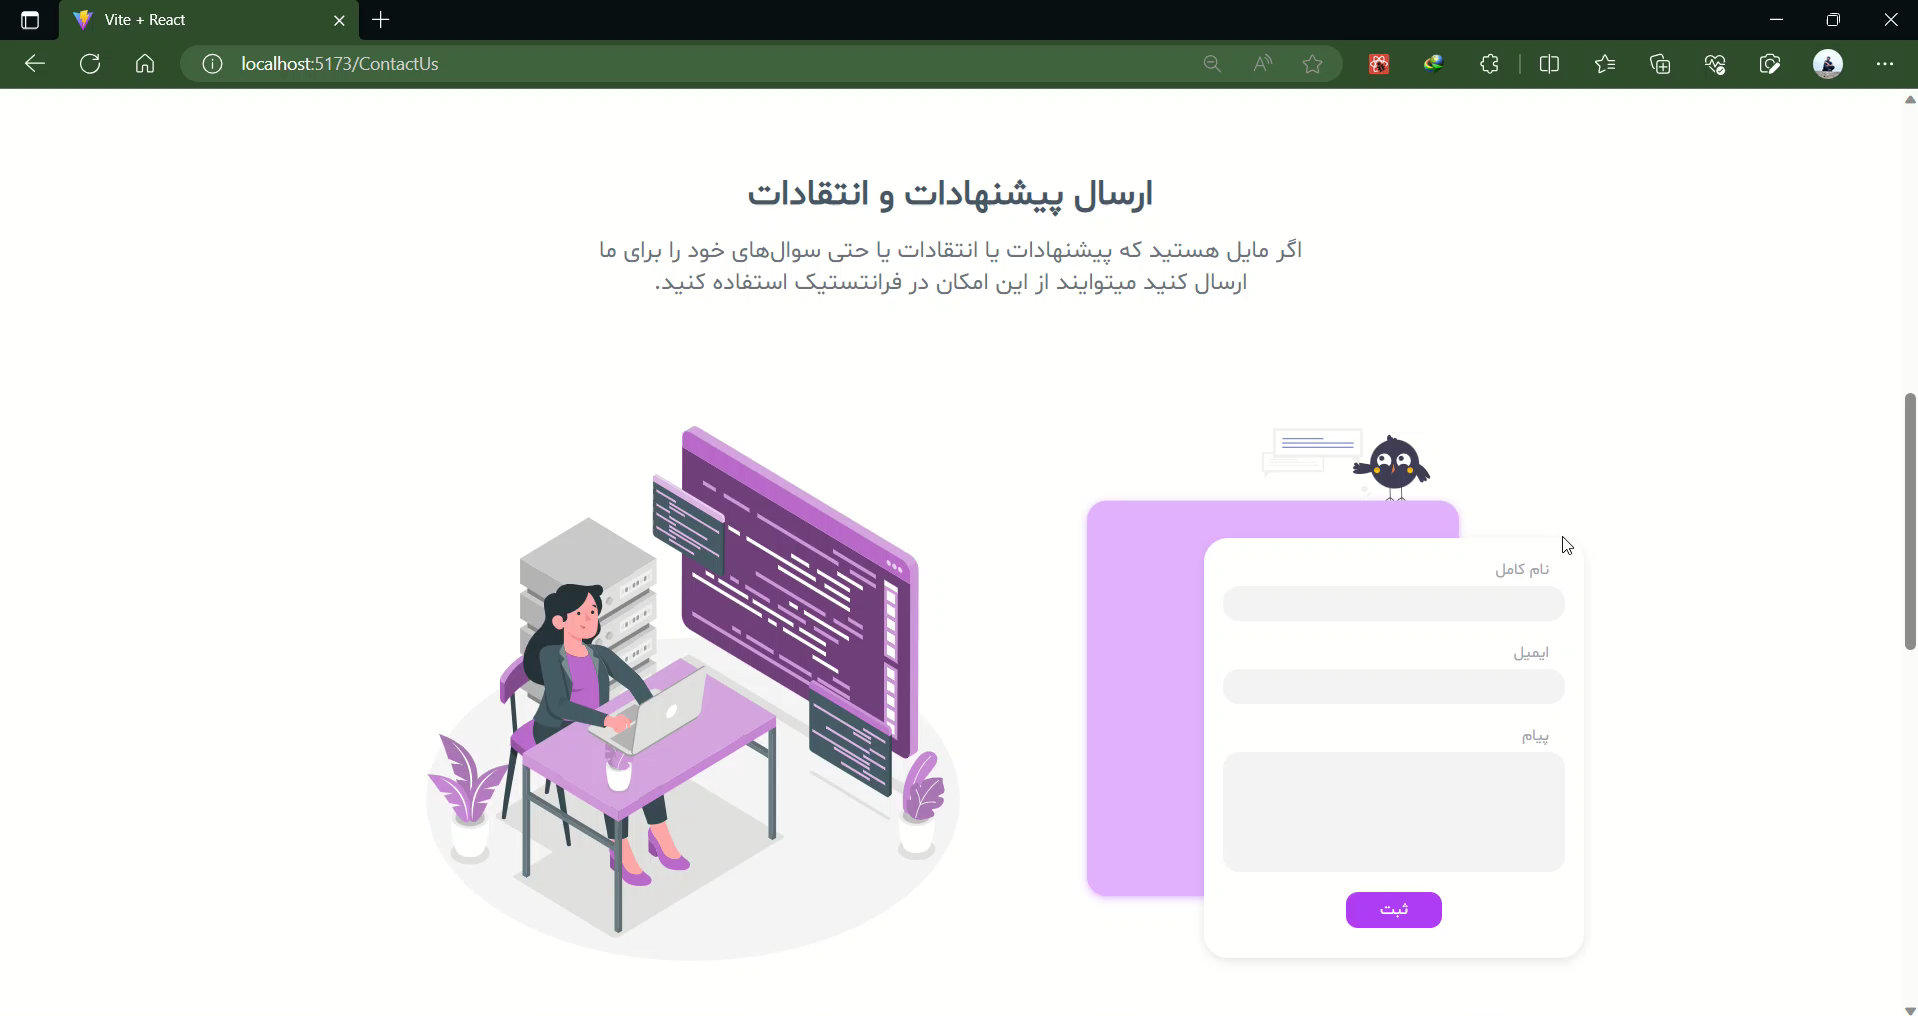 Vite + React
localhost:5173/ContactUs
ارسال پیشنهادات و انتقادات
اگر مایل هستید که پیشنهادات یا انتقادات یا حتی سوال‌های خود را برای ما
ارسال کنید میتوایند از این امکان در فرانتستیک استفاده کنید.
نام کامل
ایمیل
پیام
ثبت